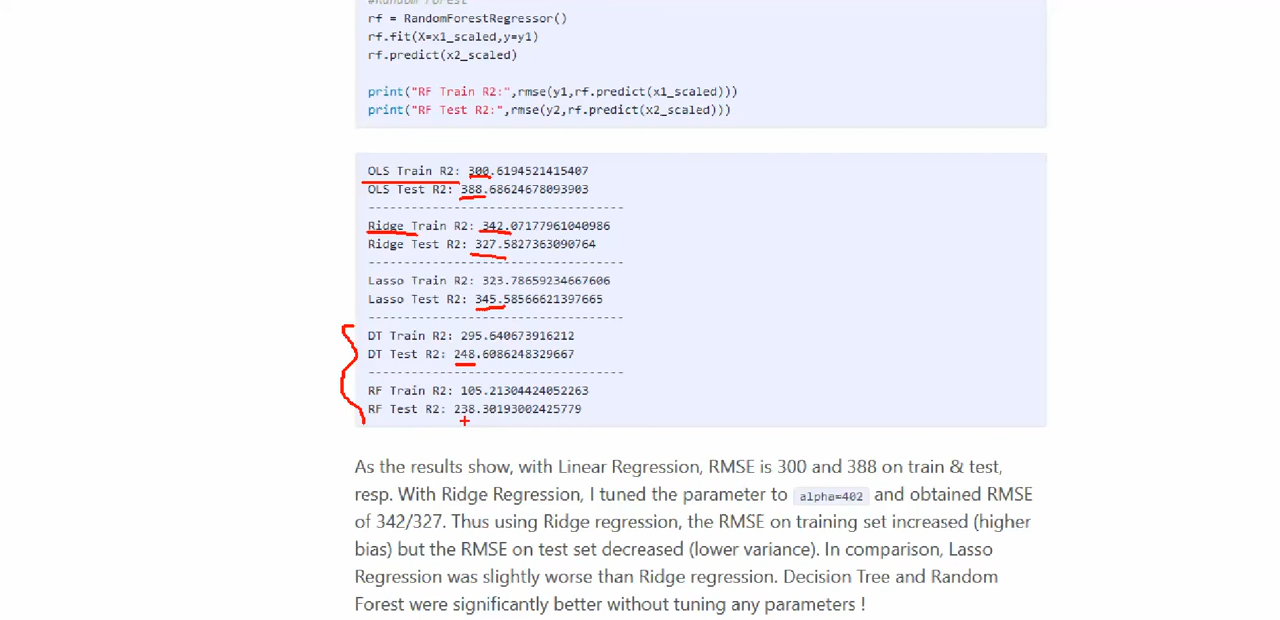 #Random Forest
rf = RandomForestRegressor()
rf.fit(X=x1_scaled,y=y1)
rf.predict(x2_scaled)
print("RF Train R2:",rmse(y1,rf.predict(x1_scaled)))
print("RF Test R2:",rmse(y2,rf.predict(x2_scaled)))
OLS Train R2: 300.6194521415407
OLS Test R2: 388.68624678093903
-----------------------------------
Ridge Train R2: 342.07177961040986
Ridge Test R2: 327.5827363090764
-----------------------------------
Lasso Train R2: 323.78659234667606
Lasso Test R2: 345.58566621397665
-----------------------------------
DT Train R2: 295.640673916212
DT Test R2: 248.6086248329667
-----------------------------------
RF Train R2: 105.21304424052263
RF Test R2: 238.30193002425779
As the results show, with Linear Regression, RMSE is 300 and 388 on train & test,
resp. With Ridge Regression, I tuned the parameter to alpha=402 and obtained RMSE
of 342/327. Thus using Ridge regression, the RMSE on training set increased (higher
bias) but the RMSE on test set decreased (lower variance). In comparison, Lasso
Regression was slightly worse than Ridge regression. Decision Tree and Random
Forest were significantly better without tuning any parameters !